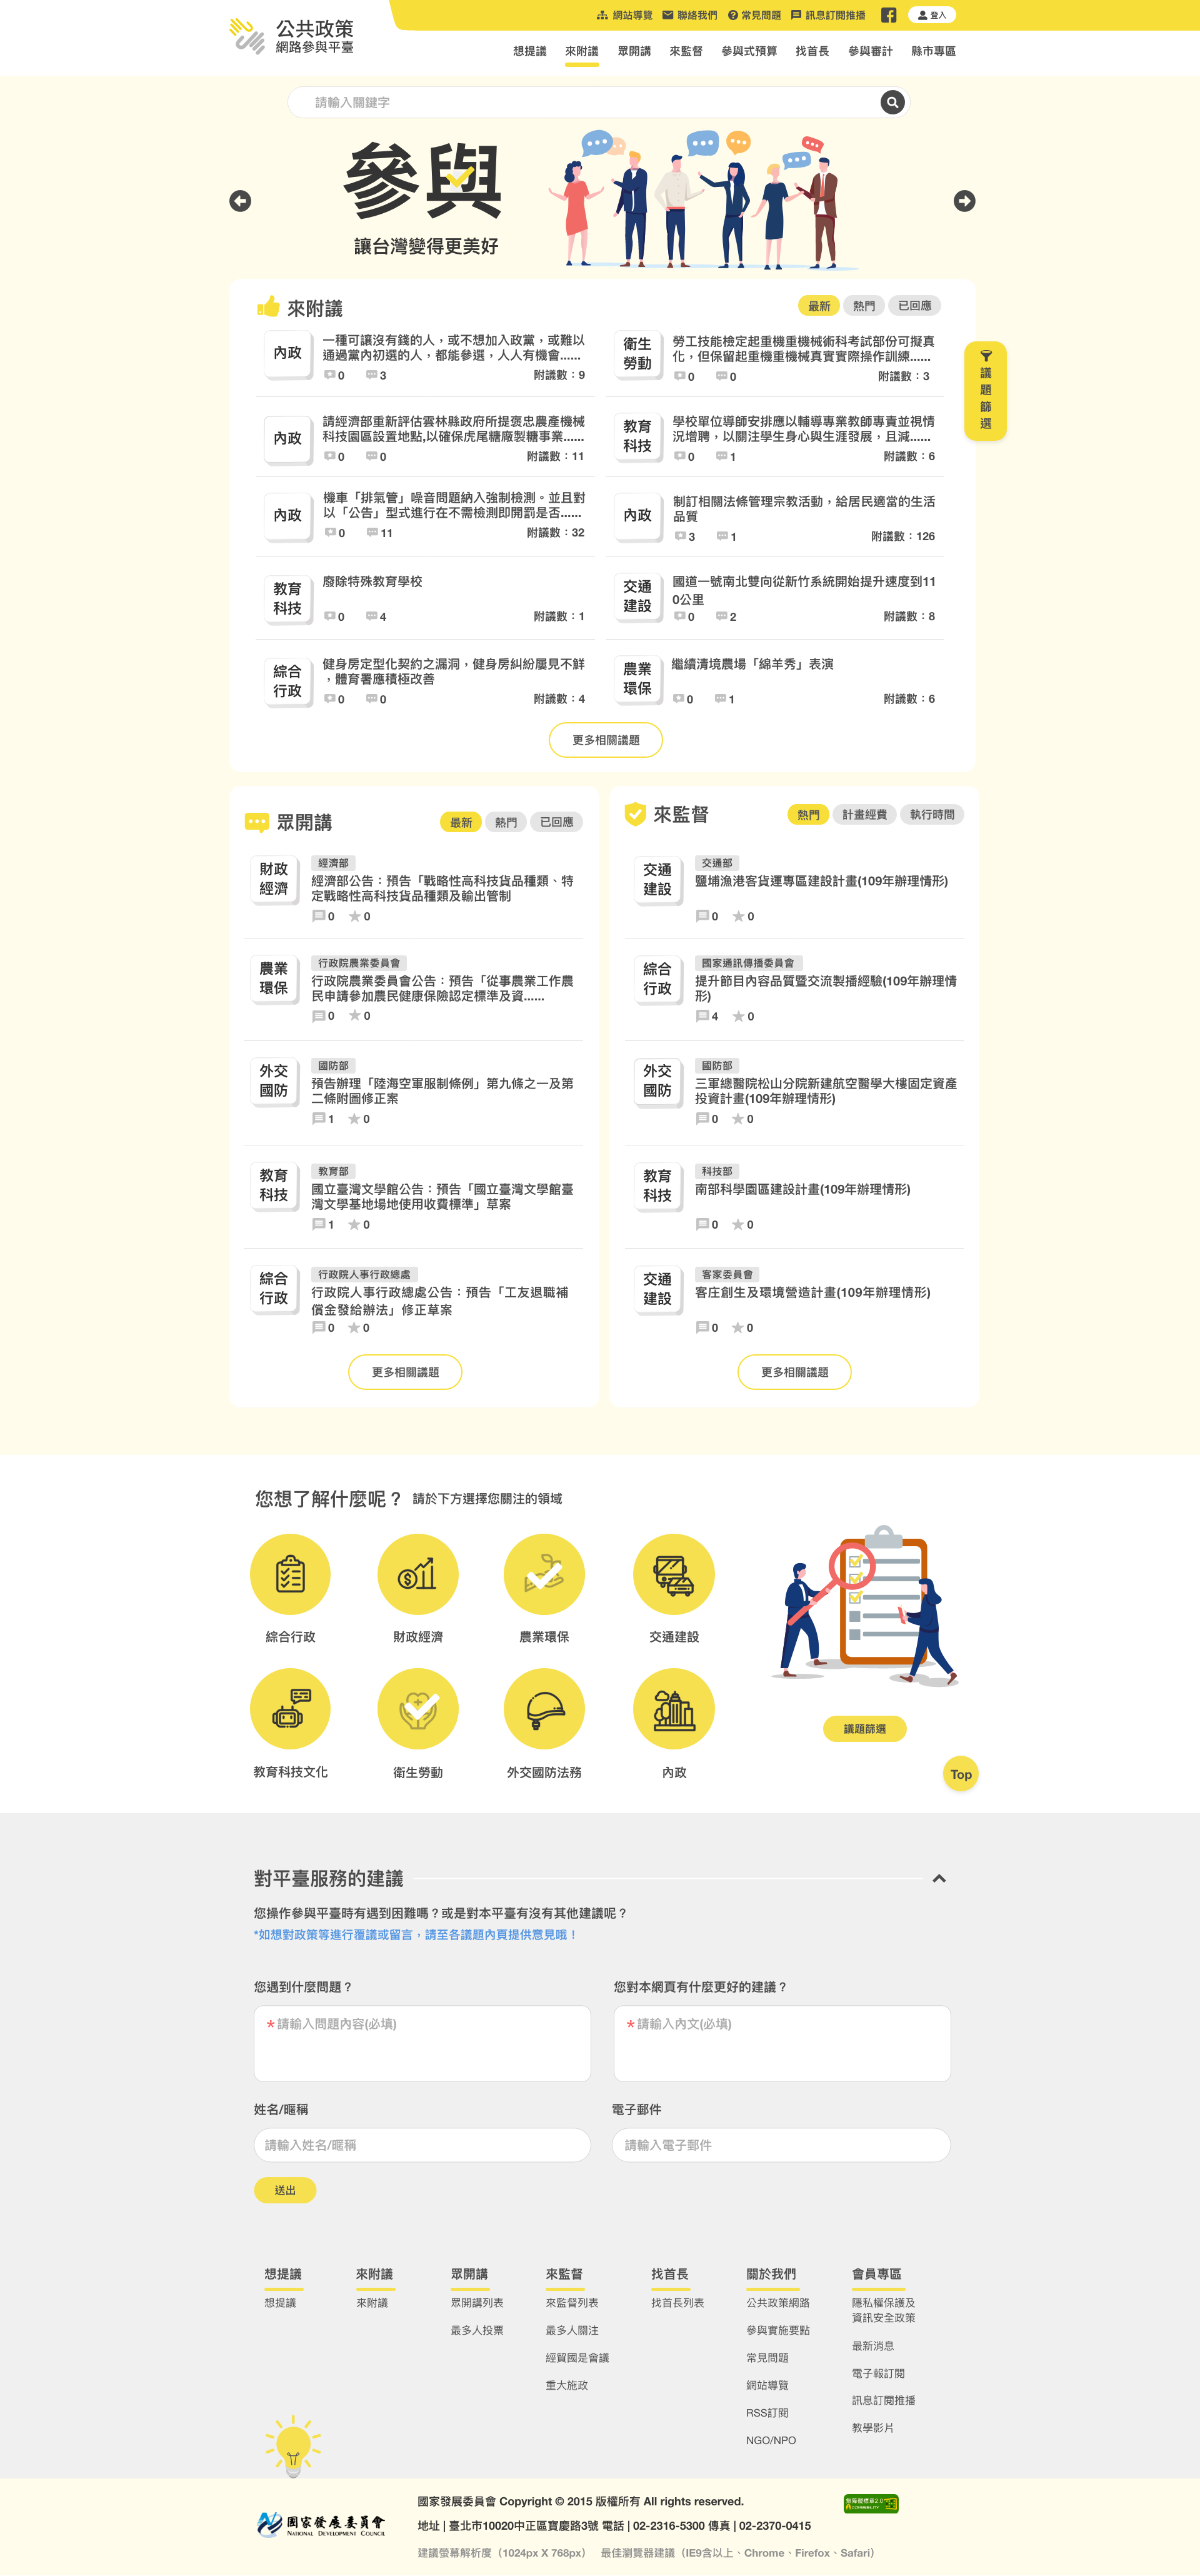 公共政策
網路參與平臺
網站導覽
聯絡我們
常見問題
訊息訂閱推播
登入
想提議
來附議
眾開講
來監督
參與式預算
找首長
參與審計
縣市專區
請輸入關鍵字
參與
讓台灣變得更美好
來附議
最新
熱門
已回應
議題篩選
內政
一種可讓沒有錢的人，或不想加入政黨，或難以
通過黨內初選的人，都能參選，人人有機會......
0
3
附議數：9
衛生
勞動
勞工技能檢定起重機重機械術科考試部份可擬真
化，但保留起重機重機械真實實際操作訓練......
0
0
附議數：3
內政
請經濟部重新評估雲林縣政府所提褒忠農產機械
科技園區設置地點,以確保虎尾糖廠製糖事業......
0
0
附議數：11
教育
科技
學校單位導師安排應以輔導專業教師專責並視情
況增聘，以關注學生身心與生涯發展，且減......
0
1
附議數：6
內政
機車「排氣管」噪音問題納入強制檢測。並且對
以「公告」型式進行在不需檢測即開罰是否......
0
11
附議數：32
內政
制訂相關法條管理宗教活動，給居民適當的生活
品質
3
1
附議數：126
教育
科技
廢除特殊教育學校
0
4
附議數：1
交通
建設
國道一號南北雙向從新竹系統開始提升速度到11
0公里
0
2
附議數：8
綜合
行政
健身房定型化契約之漏洞，健身房糾紛屢見不鮮
，體育署應積極改善
0
0
附議數：4
農業
環保
繼續清境農場「綿羊秀」表演
0
1
附議數：6
更多相關議題
眾開講
最新
熱門
已回應
財政
經濟
經濟部
經濟部公告：預告「戰略性高科技貨品種類、特
定戰略性高科技貨品種類及輸出管制
0
0
農業
環保
行政院農業委員會
行政院農業委員會公告：預告「從事農業工作農
民申請參加農民健康保險認定標準及資......
0
0
外交
國防
國防部
預告辦理「陸海空軍服制條例」第九條之一及第
二條附圖修正案
1
0
教育
科技
教育部
國立臺灣文學館公告：預告「國立臺灣文學館臺
灣文學基地場地使用收費標準」草案
1
0
綜合
行政
行政院人事行政總處
行政院人事行政總處公告：預告「工友退職補
償金發給辦法」修正草案
0
0
更多相關議題
來監督
熱門
計畫經費
執行時間
交通
建設
交通部
鹽埔漁港客貨運專區建設計畫(109年辦理情形)
0
0
綜合
行政
國家通訊傳播委員會
提升節目內容品質暨交流製播經驗(109年辦理情
形)
4
0
外交
國防
國防部
三軍總醫院松山分院新建航空醫學大樓固定資產
投資計畫(109年辦理情形)
0
0
教育
科技
科技部
南部科學園區建設計畫(109年辦理情形)
0
0
交通
建設
客家委員會
客庄創生及環境營造計畫(109年辦理情形)
0
0
更多相關議題
您想了解什麼呢？
請於下方選擇您關注的領域
綜合行政
財政經濟
農業環保
交通建設
教育科技文化
衛生勞動
外交國防法務
內政
議題篩選
Top
對平臺服務的建議
您操作參與平臺時有遇到困難嗎？或是對本平臺有沒有其他建議呢？
*如想對政策等進行覆議或留言，請至各議題內頁提供意見哦！
您遇到什麼問題？
您對本網頁有什麼更好的建議？
*請輸入問題內容(必填)
*請輸入內文(必填)
姓名/暱稱
電子郵件
請輸入姓名/暱稱
請輸入電子郵件
送出
想提議
想提議
來附議
來附議
眾開講
眾開講列表
最多人投票
來監督
來監督列表
最多人關注
經貿國是會議
重大施政
找首長
找首長列表
關於我們
公共政策網路
參與實施要點
常見問題
網站導覽
RSS訂閱
NGO/NPO
會員專區
隱私權保護及
資訊安全政策
最新消息
電子報訂閱
訊息訂閱推播
教學影片
國家發展委員會
NATIONAL DEVELOPMENT COUNCIL
國家發展委員會 Copyright © 2015 版權所有 All rights reserved.
地址 | 臺北市10020中正區寶慶路3號 電話 | 02-2316-5300 傳真 | 02-2370-0415
建議螢幕解析度（1024px X 768px） 最佳瀏覽器建議（IE9含以上、Chrome、Firefox、Safari）